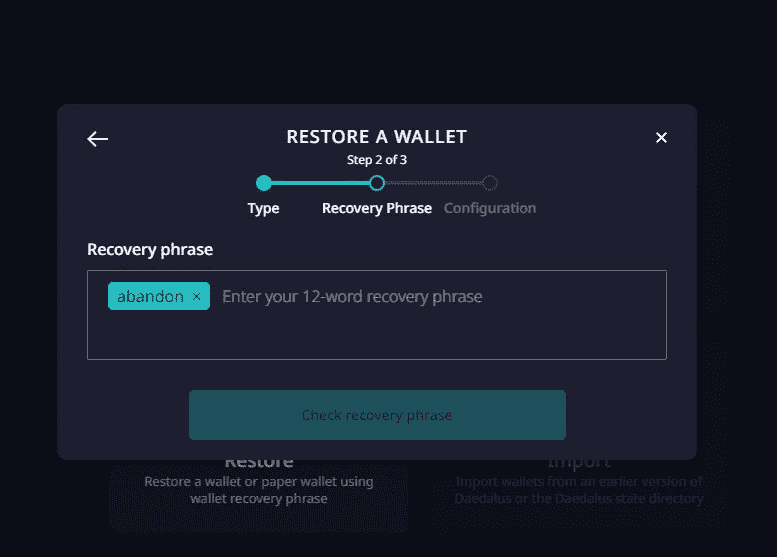 RESTORE A WALLET
Step 2 of 3
Type Recovery Phrase Configuration
Recovery phrase
abandon × Enter your 12-word recovery phrase
Check recovery phrase
Restore Import
Restore a wallet or paper wallet using
wallet recovery phrase
Import wallets from an earlier version of
Daedalus or the Daedalus state directory